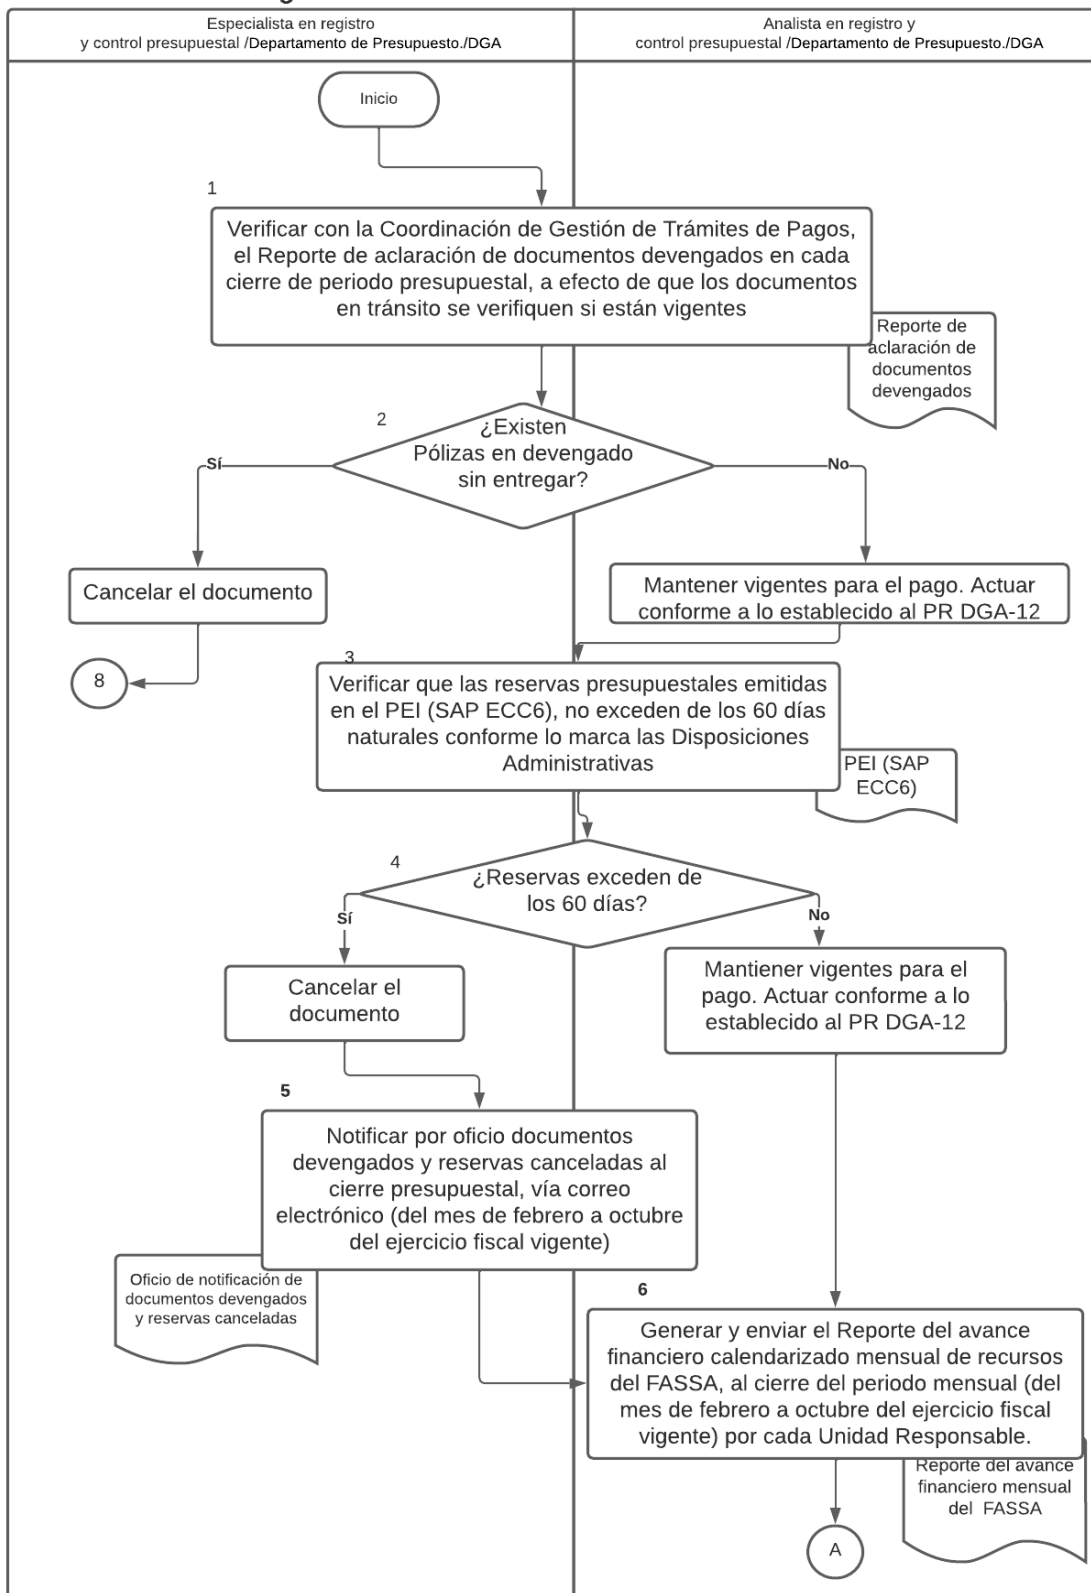 Especialista en registro
y control presupuestal /Departamento de Presupuesto./DGA
Analista en registro y
control presupuestal /Departamento de Presupuesto./DGA
Inicio
1
Verificar con la Coordinación de Gestión de Trámites de Pagos,
el Reporte de aclaración de documentos devengados en cada
cierre de periodo presupuestal, a efecto de que los documentos
en tránsito se verifiquen si están vigentes
Reporte de
aclaración de
documentos
devengados
2
¿Existen
Pólizas en devengado
sin entregar?
Sí
No
Cancelar el documento
Mantener vigentes para el pago. Actuar
conforme a lo establecido al PR DGA-12
8
3
Verificar que las reservas presupuestales emitidas
en el PEI (SAP ECC6), no exceden de los 60 días
naturales conforme lo marca las Disposiciones
Administrativas
PEI (SAP
ECC6)
4
¿Reservas exceden de
los 60 días?
Sí
No
Cancelar el
documento
Mantiener vigentes para el
pago. Actuar conforme a lo
establecido al PR DGA-12
5
Notificar por oficio documentos
devengados y reservas canceladas al
cierre presupuestal, vía correo
electrónico (del mes de febrero a octubre
del ejercicio fiscal vigente)
Oficio de notificación de
documentos devengados
y reservas canceladas
6
Generar y enviar el Reporte del avance
financiero calendarizado mensual de recursos
del FASSA, al cierre del periodo mensual (del
mes de febrero a octubre del ejercicio fiscal
vigente) por cada Unidad Responsable.
Reporte del avance
financiero mensual
del FASSA
A